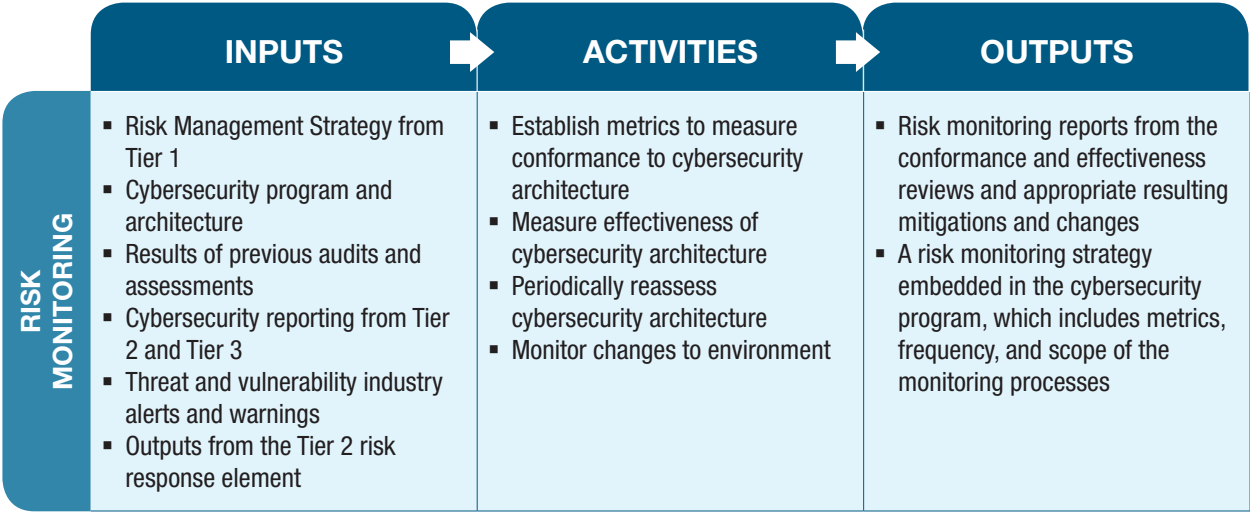 INPUTS
ACTIVITIES
OUTPUTS
RISK
MONITORING
▪ Risk Management Strategy from
Tier 1
▪ Cybersecurity program and
architecture
▪ Results of previous audits and
assessments
▪ Cybersecurity reporting from Tier
2 and Tier 3
▪ Threat and vulnerability industry
alerts and warnings
▪ Outputs from the Tier 2 risk
response element
▪ Establish metrics to measure
conformance to cybersecurity
architecture
▪ Measure effectiveness of
cybersecurity architecture
▪ Periodically reassess
cybersecurity architecture
▪ Monitor changes to environment
▪ Risk monitoring reports from the
conformance and effectiveness
reviews and appropriate resulting
mitigations and changes
▪ A risk monitoring strategy
embedded in the cybersecurity
program, which includes metrics,
frequency, and scope of the
monitoring processes